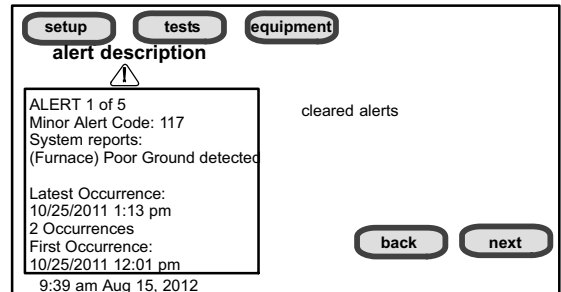 setup tests equipment
alert description
ALERT 1 of 5
Minor Alert Code: 117
System reports:
(Furnace) Poor Ground detected
Latest Occurrence:
10/25/2011 1:13 pm
2 Occurrences
First Occurrence:
10/25/2011 12:01 pm
cleared alerts
back next
9:39 am Aug 15, 2012